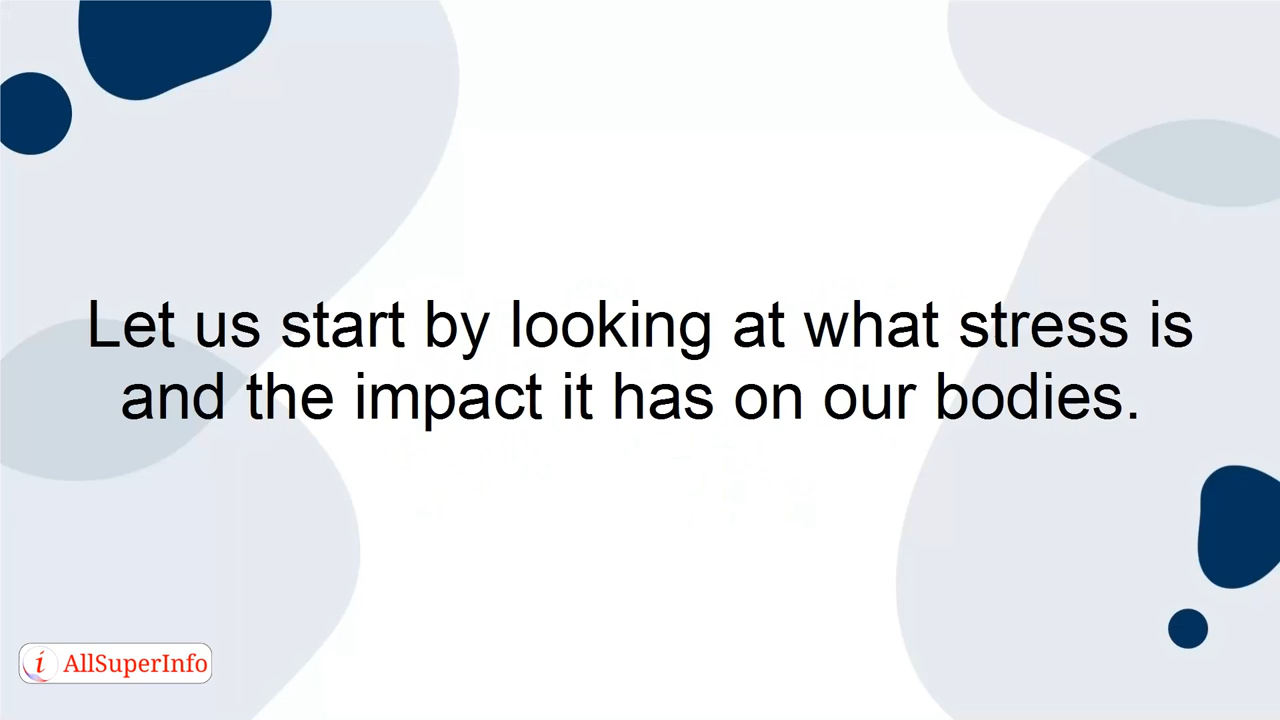 Let us start by looking at what stress is
and the impact it has on our bodies.
i AllSuperInfo